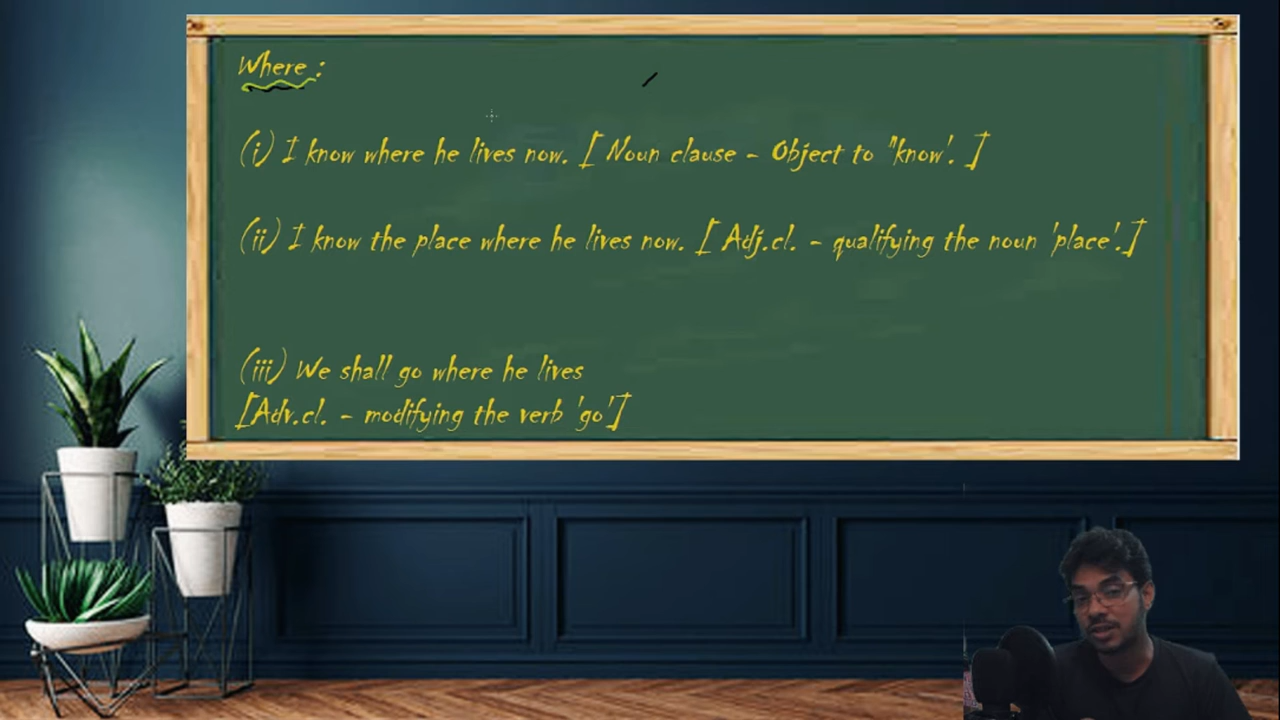 Where :
(i) I know where he lives now. [ Noun clause - Object to "know'. ]
(ii) I know the place where he lives now. [ Adj.cl. - qualifying the noun 'place'.]
(iii) We shall go where he lives
[Adv.cl. - modifying the verb 'go']